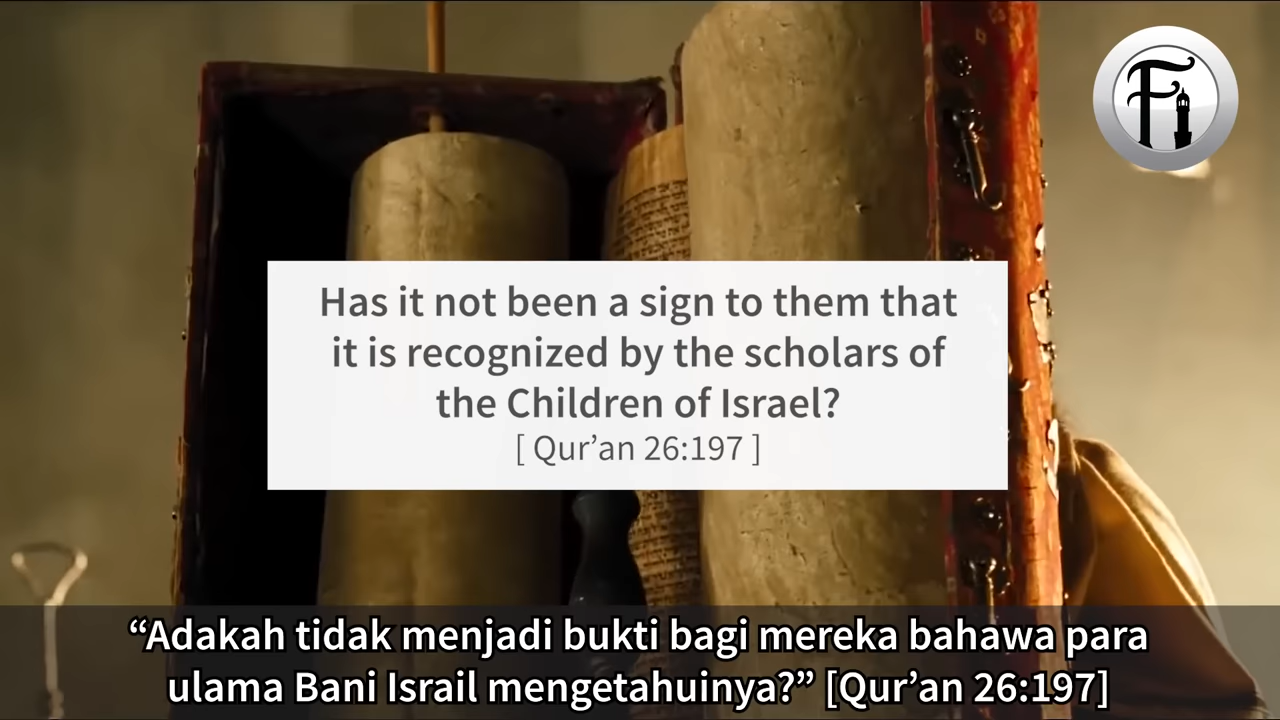 Fi
Has it not been a sign to them that
it is recognized by the scholars of
the Children of Israel?
[ Qur’an 26:197 ]
“Adakah tidak menjadi bukti bagi mereka bahawa para
ulama Bani Israil mengetahuinya?” [Qur’an 26:197]